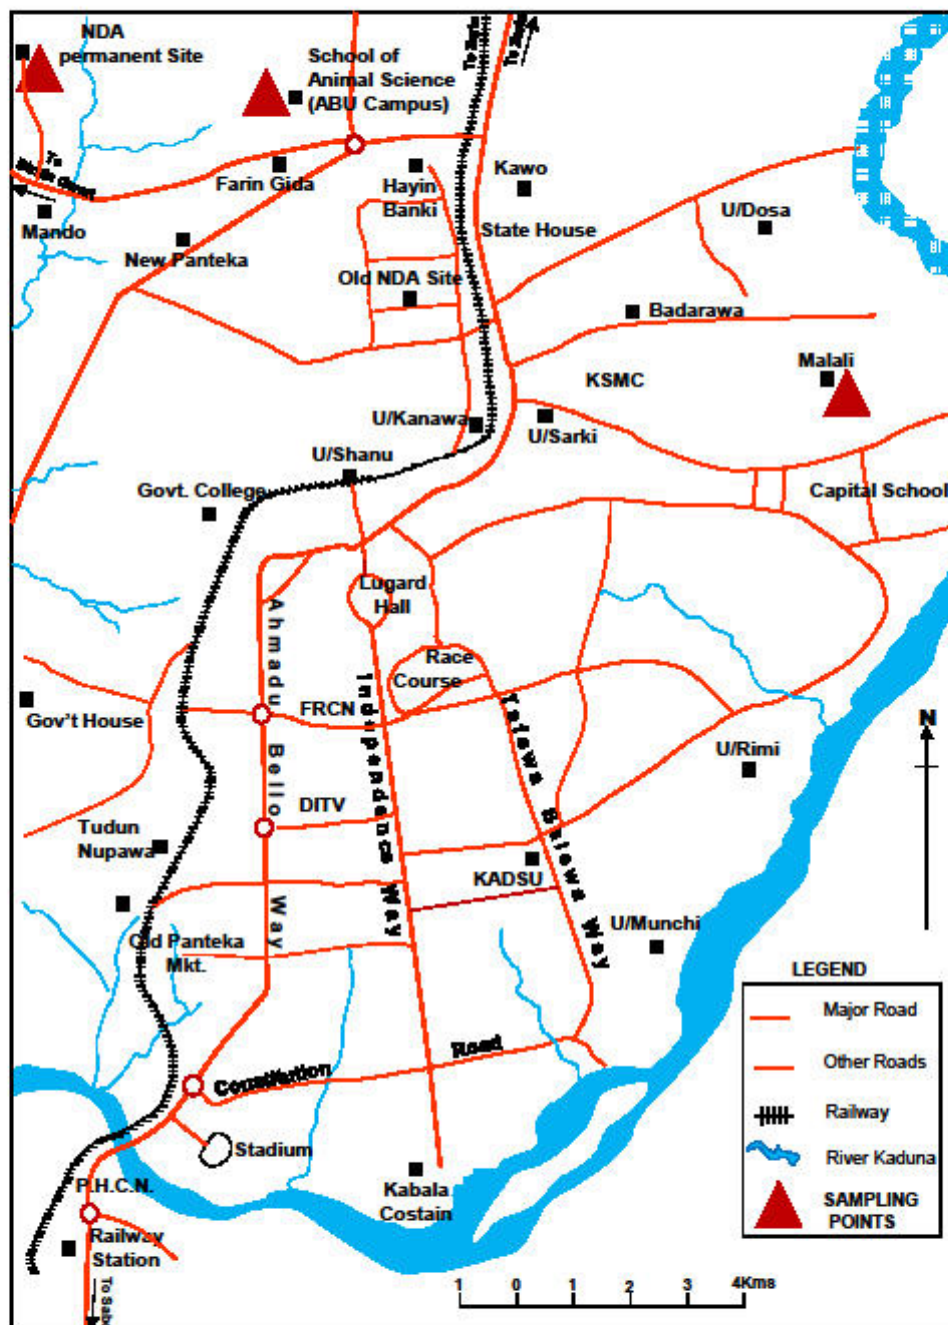 NDA
permanent Site
School of
Animal Science
(ABU Campus)
To
Farin Gida
Hayin
Banki
Kawo
State House
U/Dosa
Mando
New Panteka
Old NDA Site
Badarawa
Malali
KSMC
U/Kanawa
U/Sarki
U/Shanu
Govt. College
Capital School
Lugard
Hall
Race
Course
Ahmadu Bello Way
FRCN
Gov't House
Indupendanca Way
Tafawa Balewa Way
N
U/Rimi
DITV
Tudun
Nupawa
KADSU
U/Munchi
Old Panteka
Mkt.
Road
Stadium
P.H.C.N.
Kabala
Costain
Railway
Station
To Sabo
LEGEND
Major Road
Other Roads
Railway
River Kaduna
SAMPLING
POINTS
1 0 1 2 3 4Kms